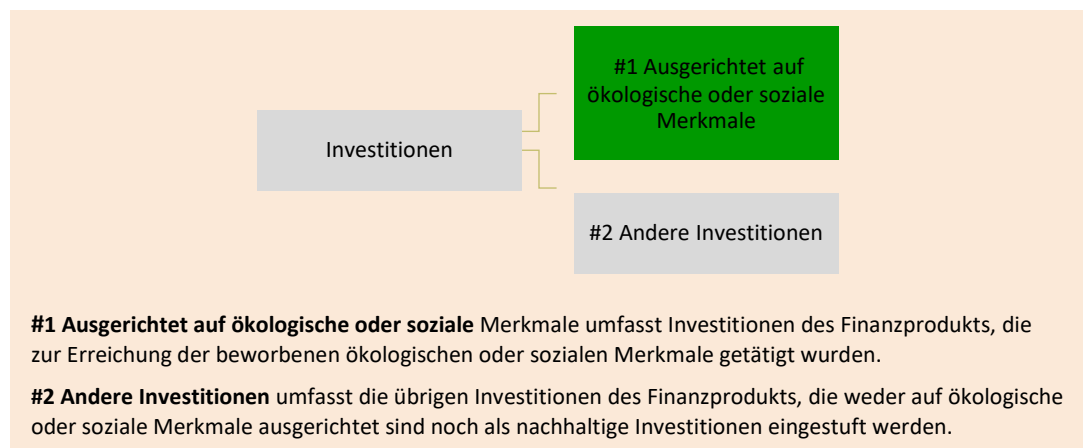 #1 Ausgerichtet auf
ökologische oder soziale
Merkmale
Investitionen
#2 Andere Investitionen
#1 Ausgerichtet auf ökologische oder soziale Merkmale umfasst Investitionen des Finanzprodukts, die
zur Erreichung der beworbenen ökologischen oder sozialen Merkmale getätigt wurden.
#2 Andere Investitionen umfasst die übrigen Investitionen des Finanzprodukts, die weder auf ökologische
oder soziale Merkmale ausgerichtet sind noch als nachhaltige Investitionen eingestuft werden.